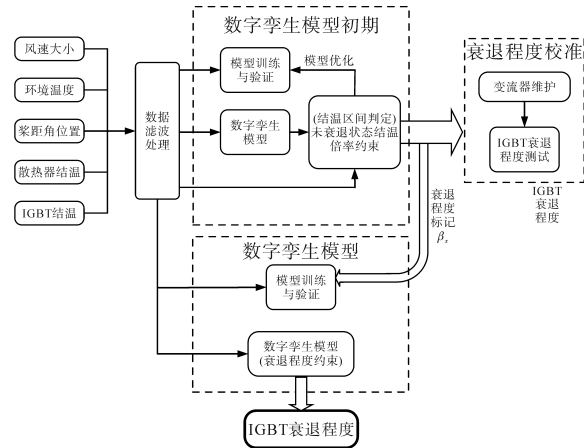 风速大小
环境温度
桨距角位置
散热器结温
IGBT结温
数据
滤波
处理
数字孪生模型初期
模型训练
与验证
模型优化
数字孪生
模型
(结温区间判定)
未衰退状态结温
倍率约束
衰退程度校准
变流器维护
IGBT衰退
程度测试
IGBT
衰退
程度
衰退
程度
标记
βₓ
数字孪生模型
模型训练
与验证
数字孪生模型
(衰退程度约束)
IGBT衰退程度